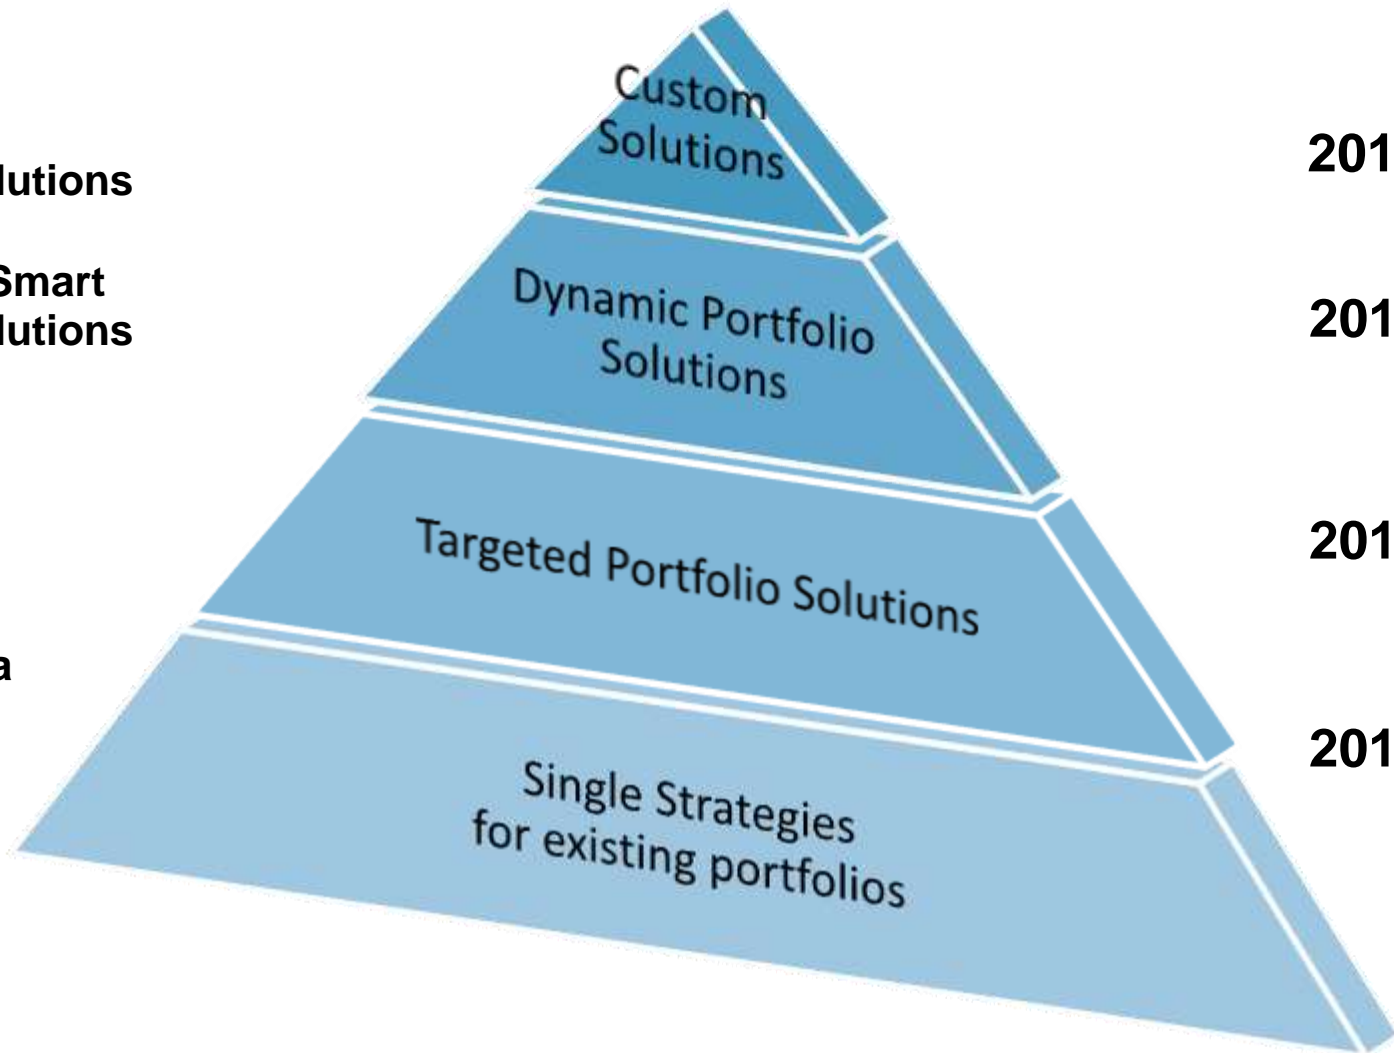 Custom
Solutions
lutions
Smart
lutions
Dynamic Portfolio
Solutions
Targeted Portfolio Solutions
a
Single Strategies
for existing portfolios
201
201
201
201